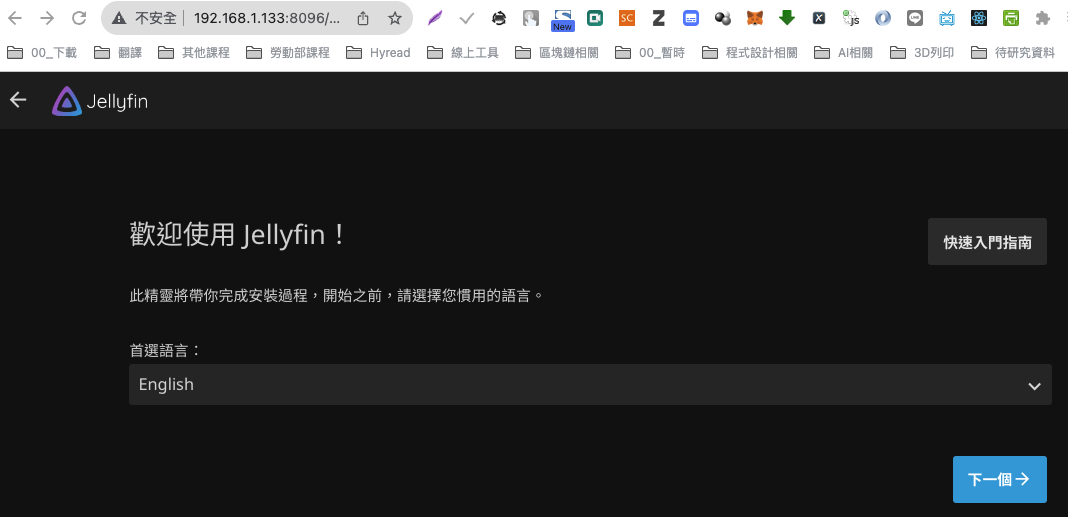 不安全 192.168.1.133:8096/...
SC Z New X js
00_下載 翻譯 其他課程 勞動部課程 Hyread 線上工具 區塊鏈相關 00_暫時 程式設計相關 AI相關 3D列印 待研究資料
Jellyfin
歡迎使用 Jellyfin！
快速入門指南
此精靈將帶你完成安裝過程，開始之前，請選擇您慣用的語言。
首選語言：
English
下一個